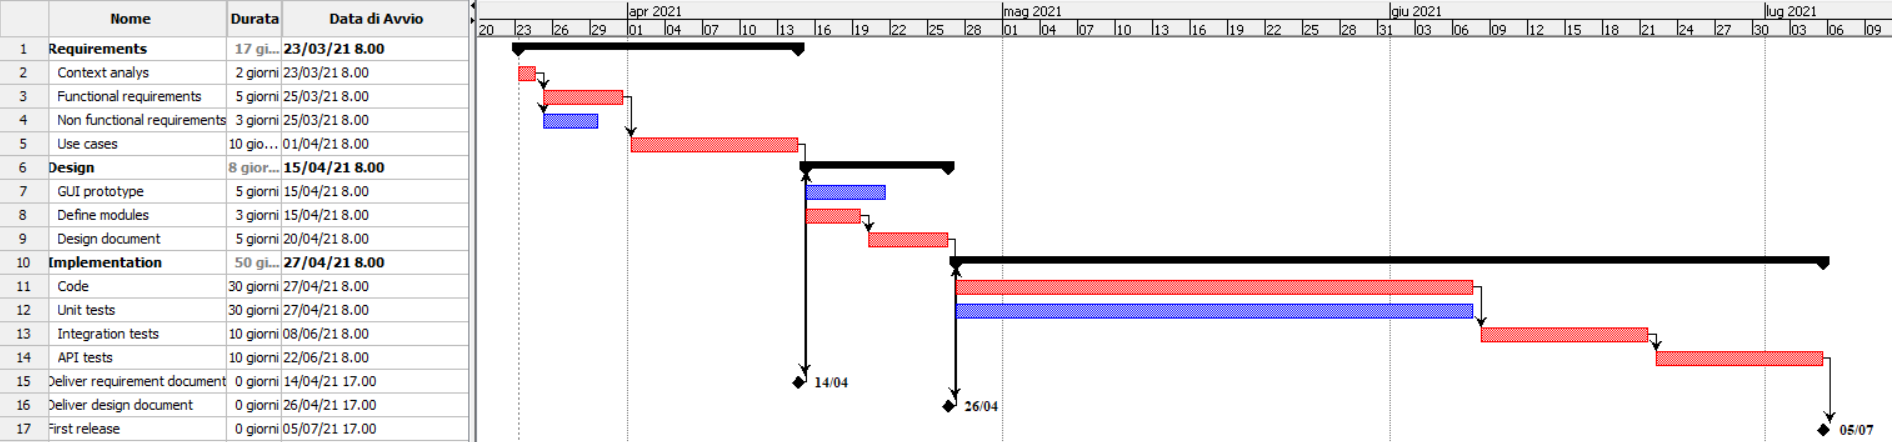 Nome Durata Data di Avvio
apr 2021 mag 2021 giu 2021 lug 2021
20 23 26 29 01 04 07 10 13 16 19 22 25 28 01 04 07 10 13 16 19 22 25 28 31 03 06 09 12 15 18 21 24 27 30 03 06 09
1 Requirements 17 gi... 23/03/21 8.00
2 Context analys 2 giorni 23/03/21 8.00
3 Functional requirements 5 giorni 25/03/21 8.00
4 Non functional requirements 3 giorni 25/03/21 8.00
5 Use cases 10 gio... 01/04/21 8.00
6 Design 8 gior... 15/04/21 8.00
7 GUI prototype 5 giorni 15/04/21 8.00
8 Define modules 3 giorni 15/04/21 8.00
9 Design document 5 giorni 20/04/21 8.00
10 Implementation 50 gi... 27/04/21 8.00
11 Code 30 giorni 27/04/21 8.00
12 Unit tests 30 giorni 27/04/21 8.00
13 Integration tests 10 giorni 08/06/21 8.00
14 API tests 10 giorni 22/06/21 8.00
15 Deliver requirement document 0 giorni 14/04/21 17.00 14/04
16 Deliver design document 0 giorni 26/04/21 17.00 26/04
17 First release 0 giorni 05/07/21 17.00 05/07